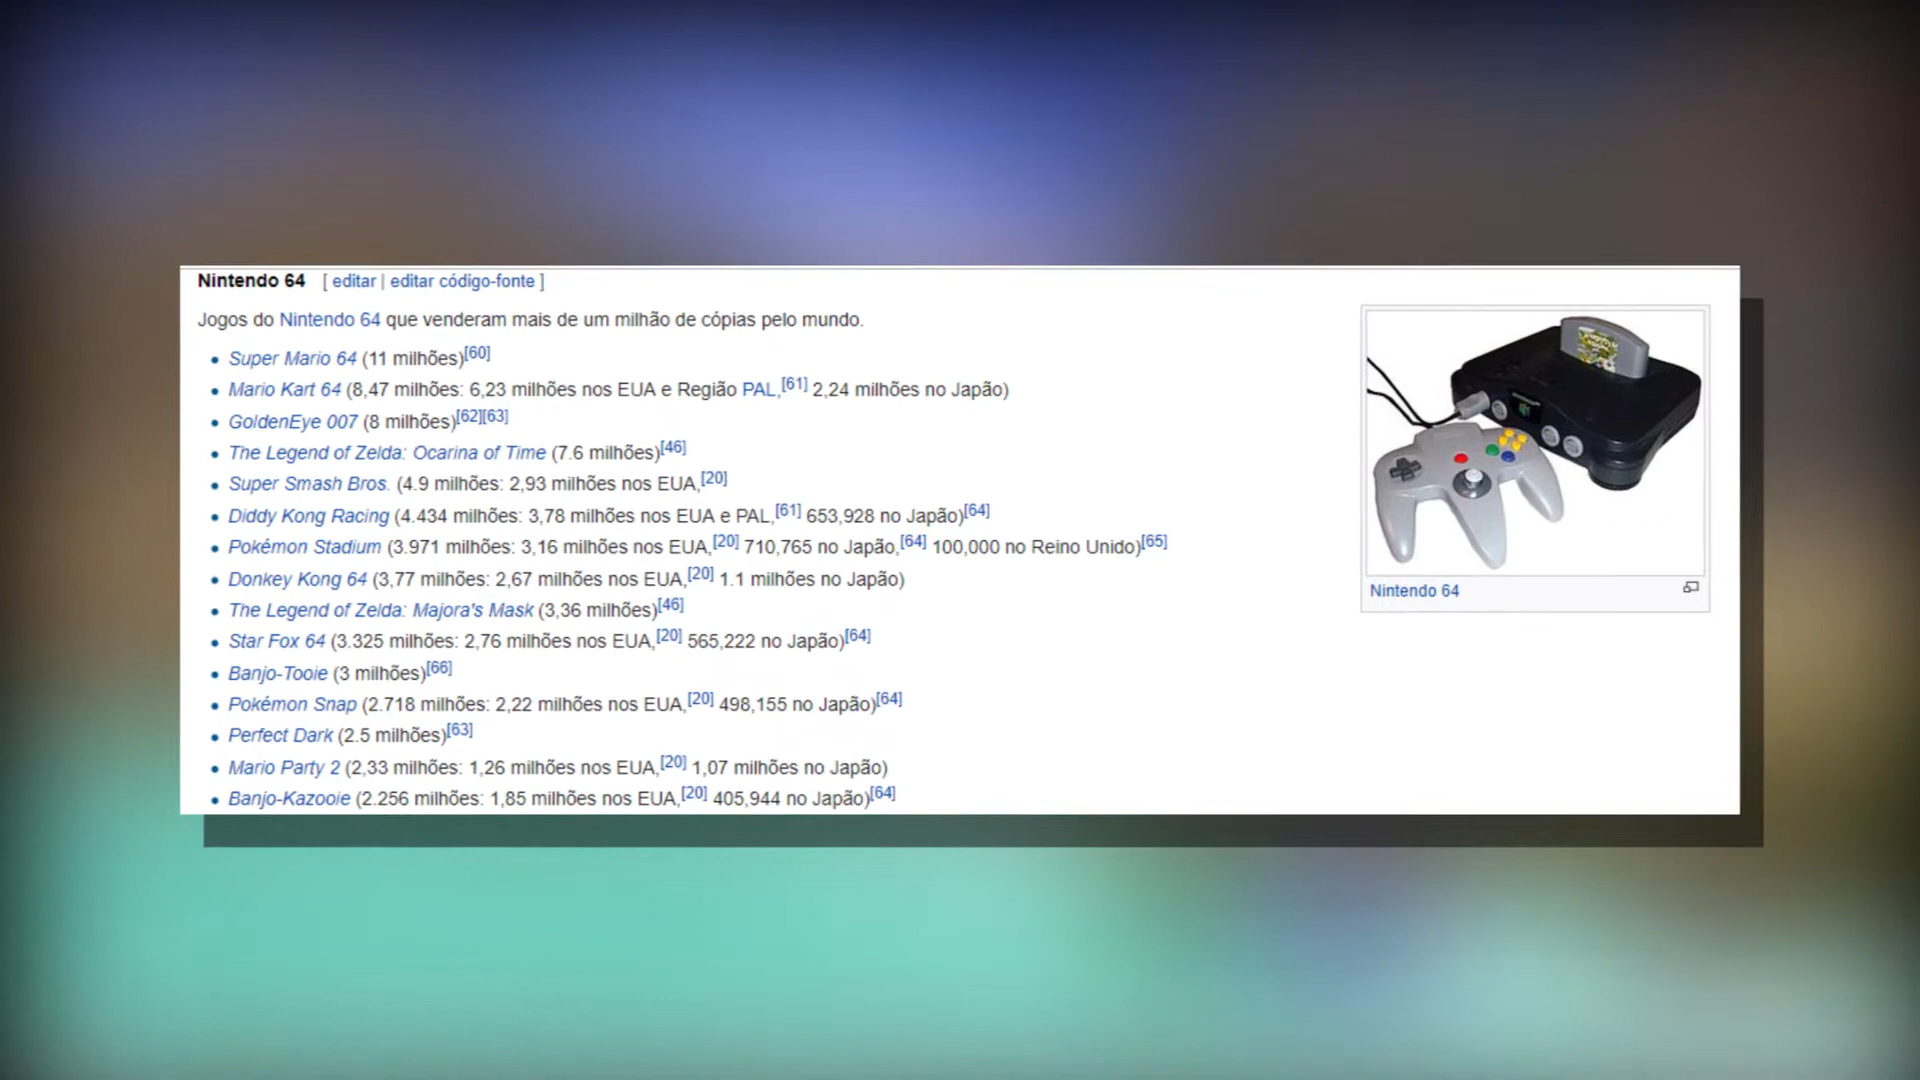 Nintendo 64 [ editar | editar código-fonte ]
Jogos do Nintendo 64 que venderam mais de um milhão de cópias pelo mundo.
Super Mario 64 (11 milhões)[60]
Mario Kart 64 (8,47 milhões: 6,23 milhões nos EUA e Região PAL,[61] 2,24 milhões no Japão)
GoldenEye 007 (8 milhões)[62][63]
The Legend of Zelda: Ocarina of Time (7.6 milhões)[46]
Super Smash Bros. (4.9 milhões: 2,93 milhões nos EUA,[20]
Diddy Kong Racing (4.434 milhões: 3,78 milhões nos EUA e PAL,[61] 653,928 no Japão)[64]
Pokémon Stadium (3.971 milhões: 3,16 milhões nos EUA,[20] 710,765 no Japão,[64] 100,000 no Reino Unido)[65]
Donkey Kong 64 (3,77 milhões: 2,67 milhões nos EUA,[20] 1.1 milhões no Japão)
The Legend of Zelda: Majora's Mask (3,36 milhões)[46]
Star Fox 64 (3.325 milhões: 2,76 milhões nos EUA,[20] 565,222 no Japão)[64]
Banjo-Tooie (3 milhões)[66]
Pokémon Snap (2.718 milhões: 2,22 milhões nos EUA,[20] 498,155 no Japão)[64]
Perfect Dark (2.5 milhões)[63]
Mario Party 2 (2,33 milhões: 1,26 milhões nos EUA,[20] 1,07 milhões no Japão)
Banjo-Kazooie (2.256 milhões: 1,85 milhões nos EUA,[20] 405,944 no Japão)[64]
Nintendo 64